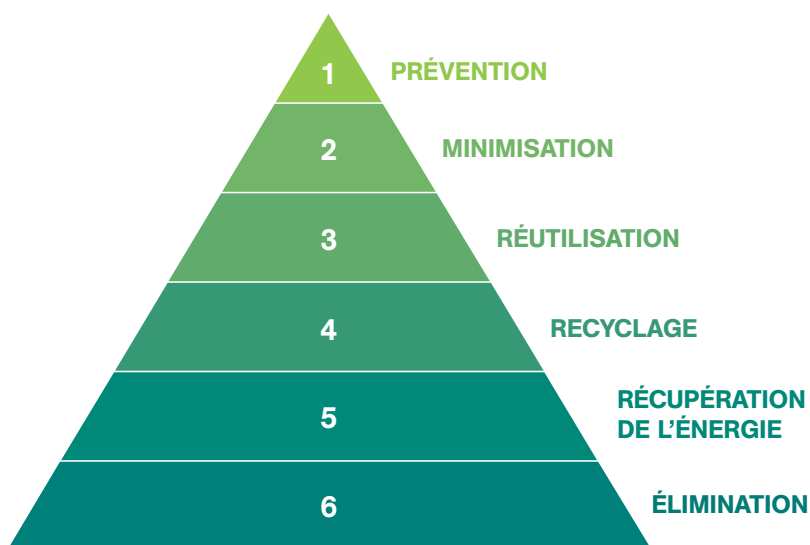 1
PRÉVENTION
2
MINIMISATION
3
RÉUTILISATION
4
RECYCLAGE
5
RÉCUPÉRATION
DE L’ÉNERGIE
6
ÉLIMINATION